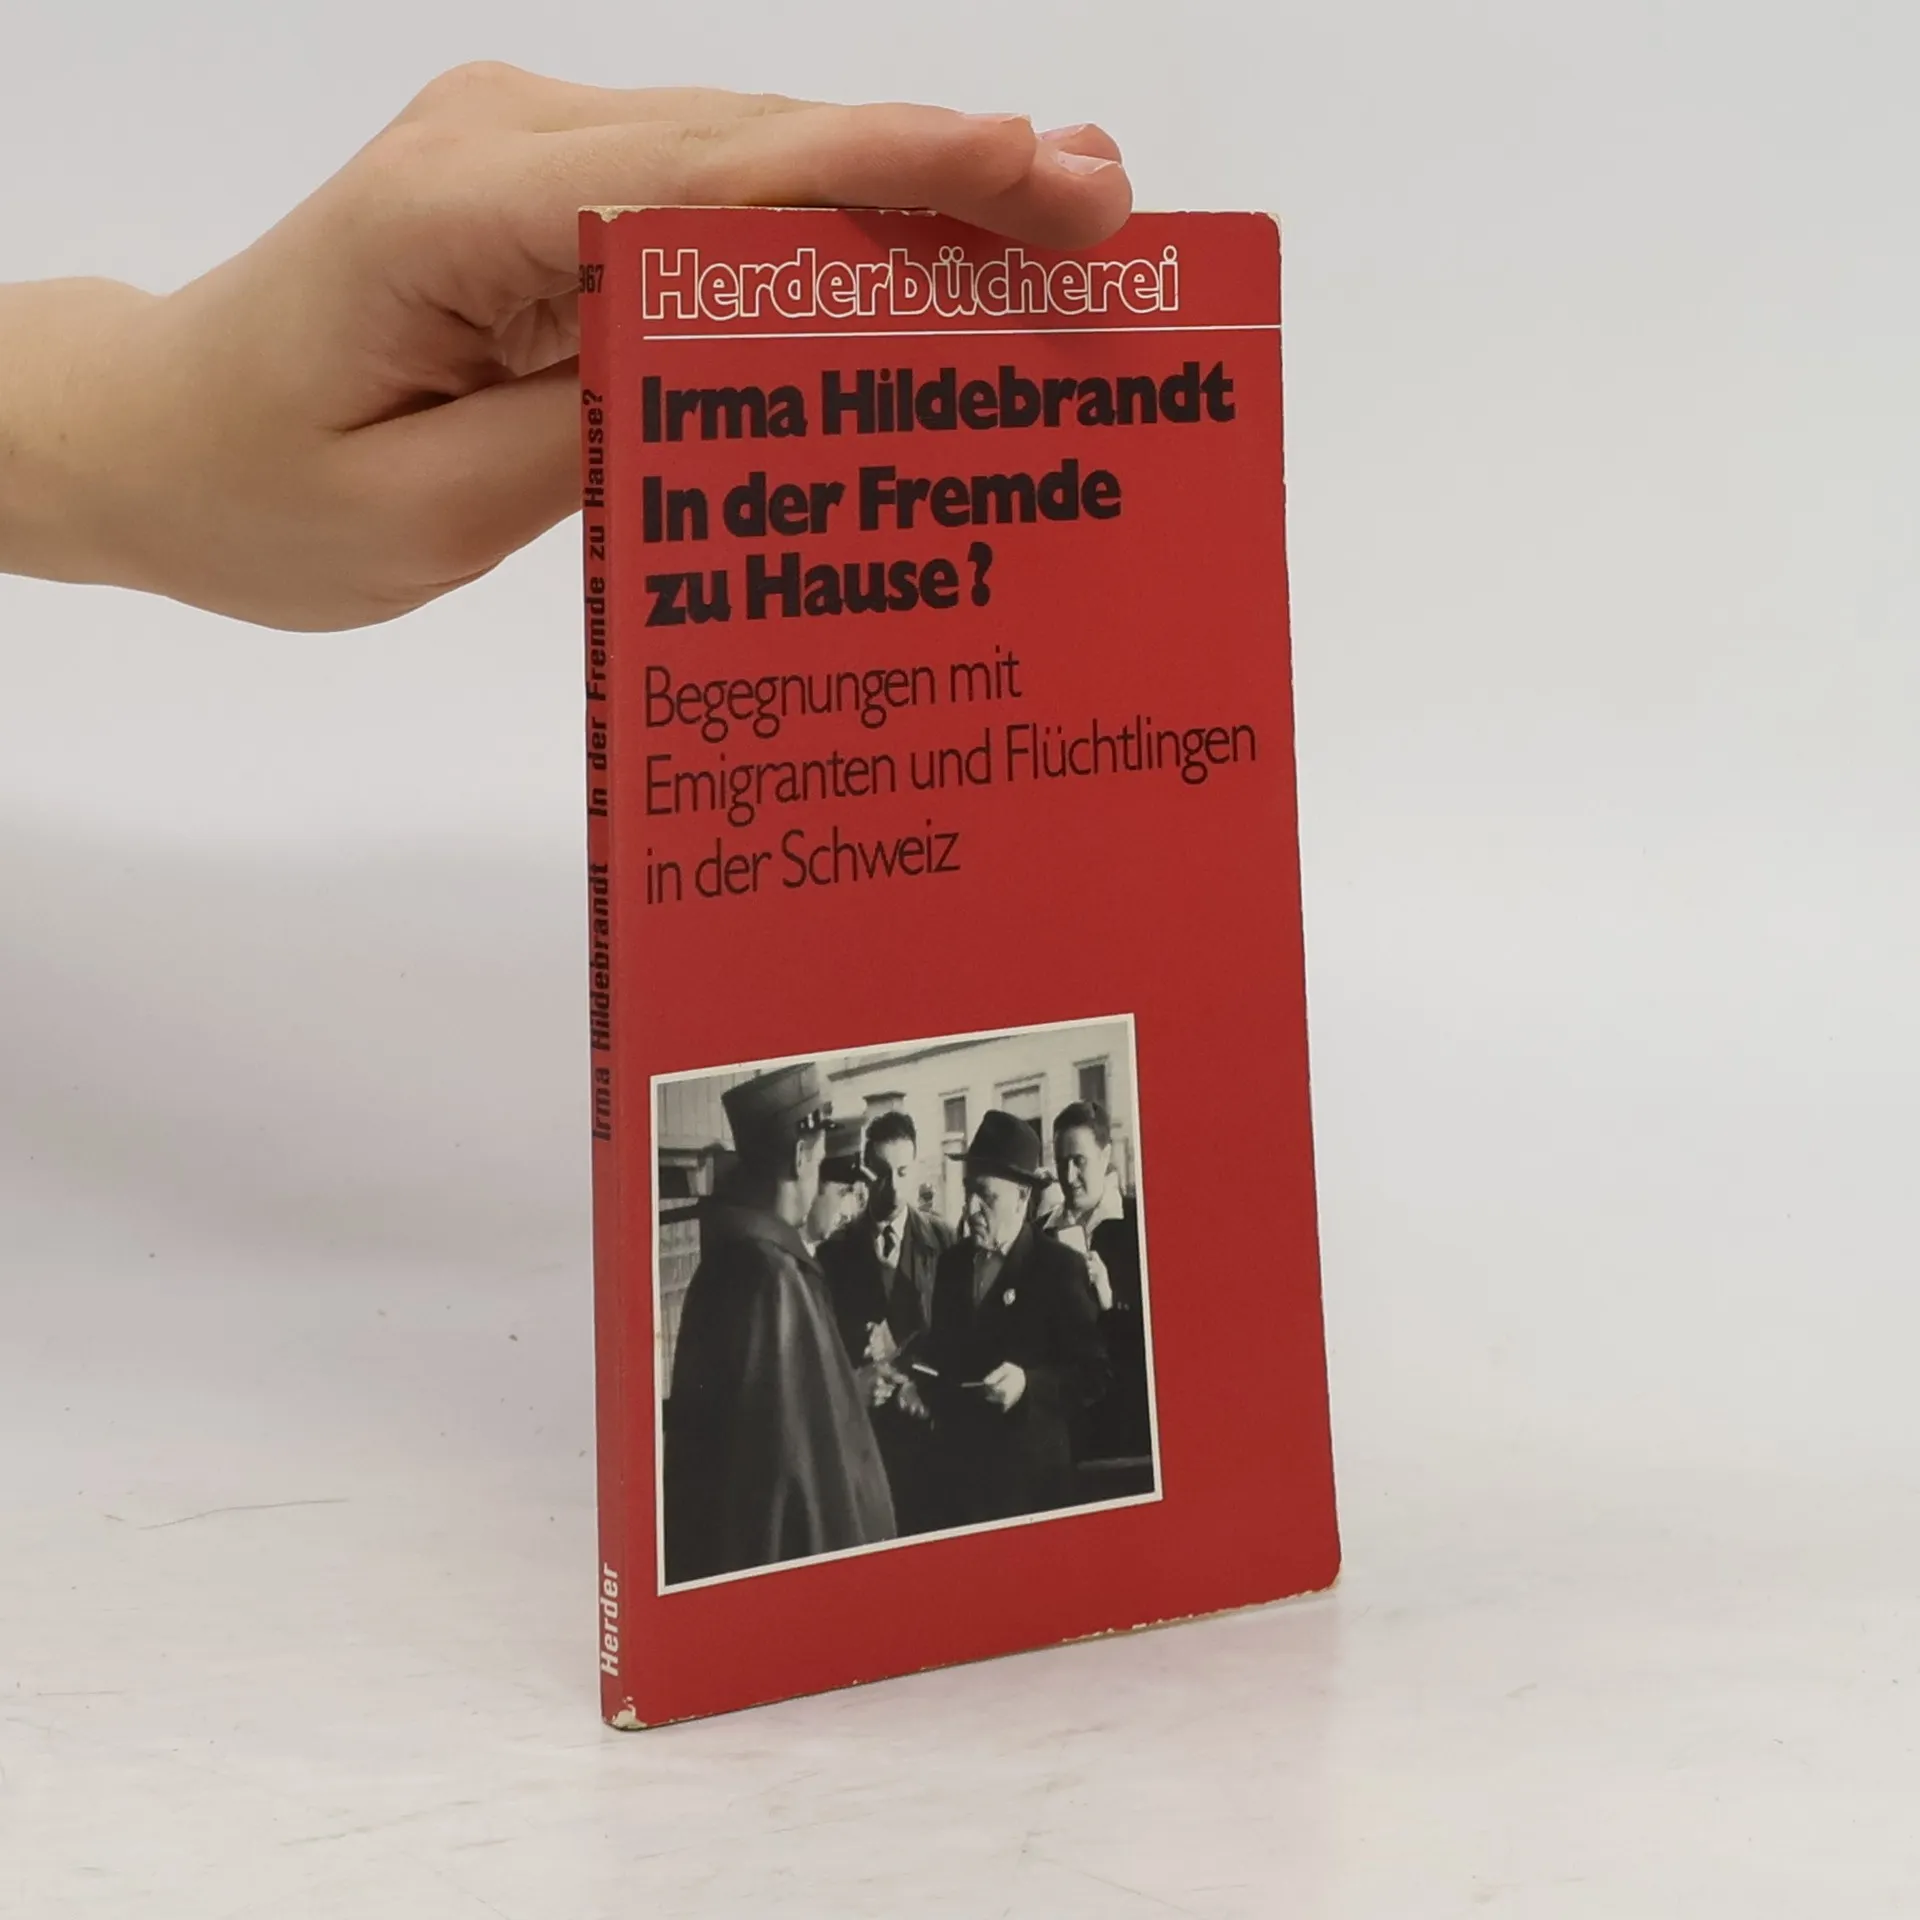 Herderbücherei
Irma Hildebrandt
In der Fremde
zu Hause?
Begegnungen mit
Emigranten und Flüchtlingen
in der Schweiz
967
Irma Hildebrandt In der Fremde zu Hause?
Herder